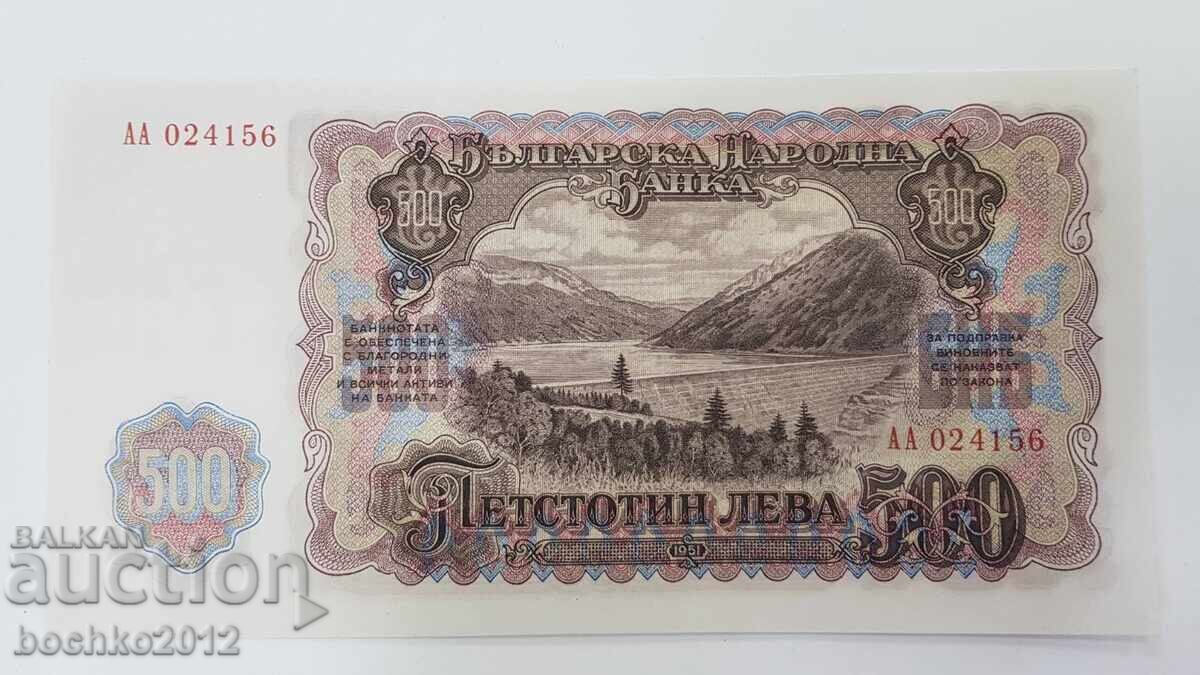 АА 024156
БЪЛГАРСКА НАРОДНА
БАНКА
500
500
БАНКНОТАТА
Е ОБЕСПЕЧЕНА
С БЛАГОРОДНИ
МЕТАЛИ
И ВСИЧКИ АКТИВИ
НА БАНКАТА
ЗА ПОДПРАВКА
ВИНОВНИТЕ
СЕ НАКАЗВАТ
ПО ЗАКОНА
АА 024156
500
ПЕТСТОТИН ЛЕВА 500
1951
BALKAN
auction
bochko2012